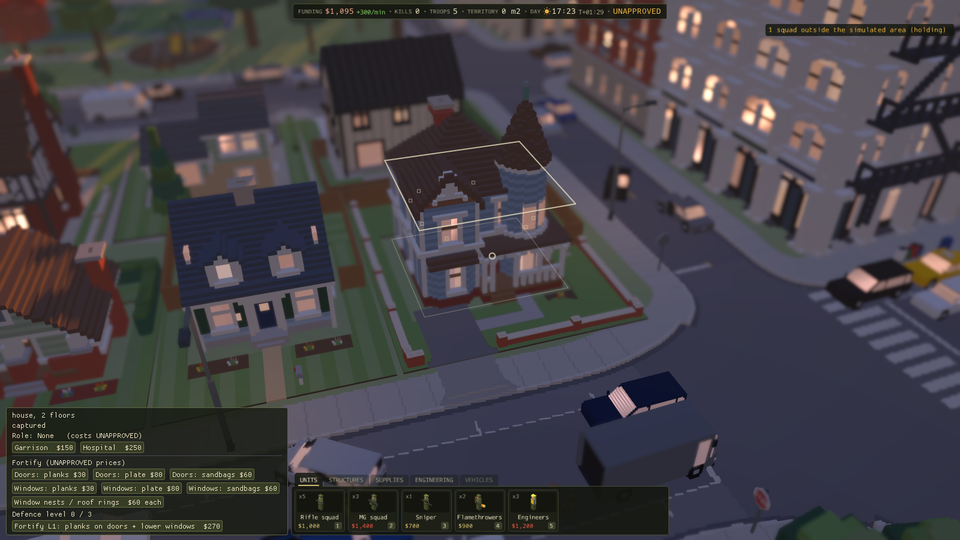 FUNDING $1,095 +300/min · KILLS 0 · TROOPS 5 · TERRITORY 0 m2 · DAY 17:23 T+01:29 · UNAPPROVED
1 squad outside the simulated area (holding)
house, 2 floors
captured
Role: None (costs UNAPPROVED)
Garrison $150 Hospital $250
Fortify (UNAPPROVED prices)
Doors: planks $30 Doors: plate $80 Doors: sandbags $60
Windows: planks $30 Windows: plate $80 Windows: sandbags $60
Window nests / roof rings $60 each
Defence level 0 / 3
Fortify L1: planks on doors + lower windows $270
UNITS STRUCTURES SUPPLIES ENGINEERING VEHICLES
x5 x3 x1 x2 x3
Rifle squad MG squad Sniper Flamethrowers Engineers
$1,000 1 $1,400 2 $700 3 $900 4 $1,200 5